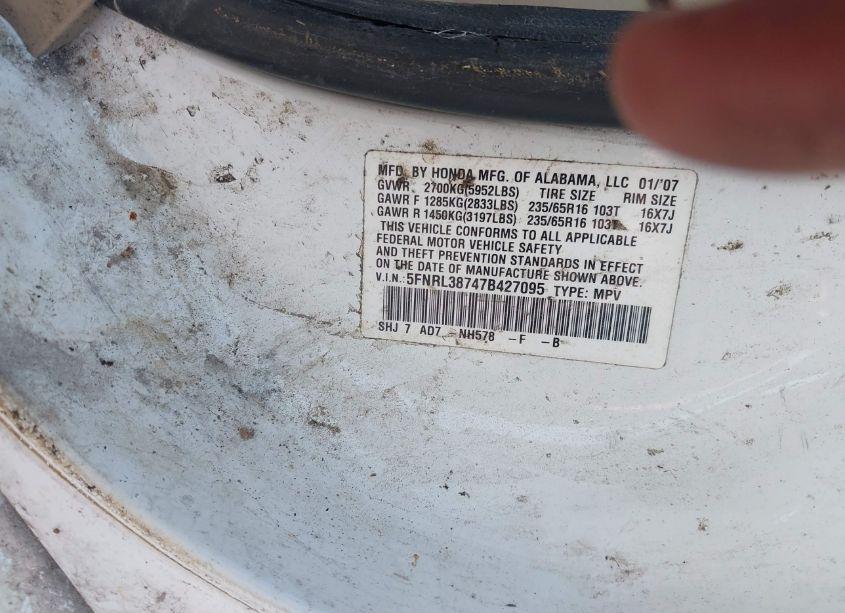 MFD. BY HONDA MFG. OF ALABAMA, LLC 01/'07
GVWR 2700KG(5952LBS) TIRE SIZE RIM SIZE
GAWR F 1285KG(2833LBS) 235/65R16 103T 16X7J
GAWR R 1450KG(3197LBS) 235/65R16 103T 16X7J
THIS VEHICLE CONFORMS TO ALL APPLICABLE
FEDERAL MOTOR VEHICLE SAFETY
AND THEFT PREVENTION STANDARDS IN EFFECT
ON THE DATE OF MANUFACTURE SHOWN ABOVE.
V.I.N.:5FNRL38747B427095 TYPE: MPV
SHJ 7 AD7 NH578 -F -B